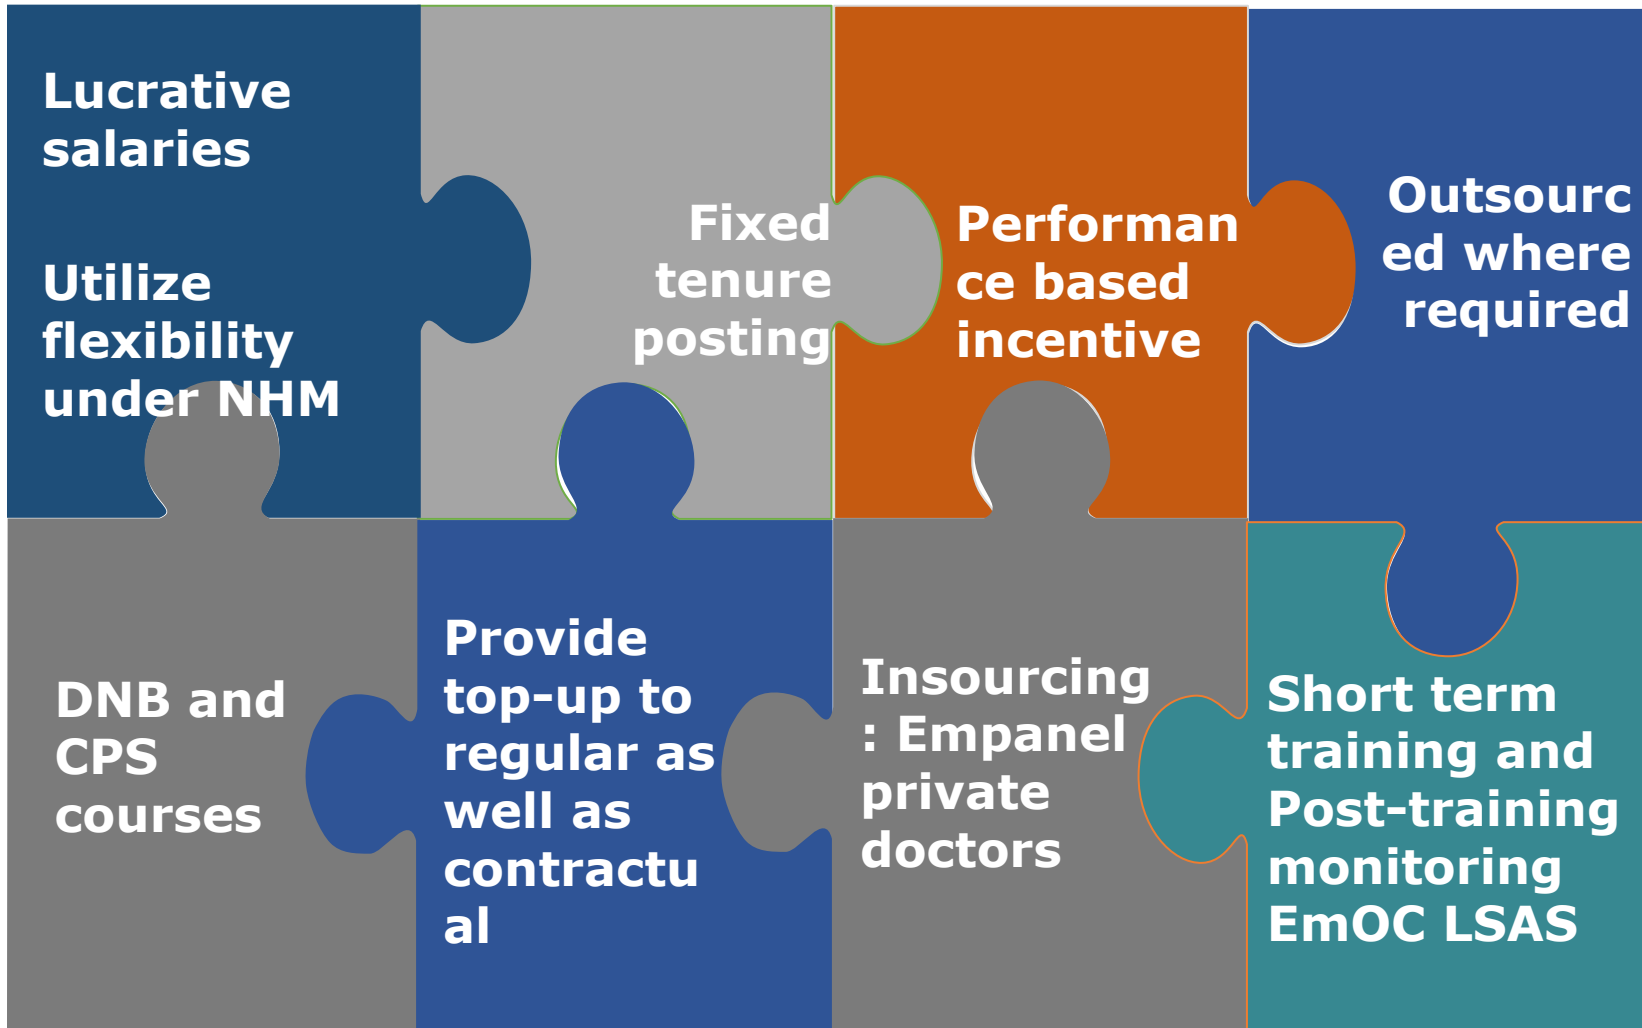 Lucrative
salaries
Utilize
flexibility
under NHM
Fixed
tenure
posting
Performan
ce based
incentive
Outsourc
ed where
required
DNB and
CPS
courses
Provide
top-up to
regular as
well as
contractu
al
Insourcing
: Empanel
private
doctors
Short term
training and
Post-training
monitoring
EmOC LSAS